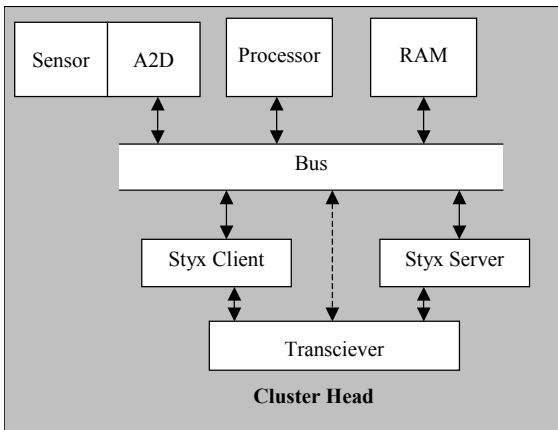 Sensor
A2D
Processor
RAM
Bus
Styx Client
Styx Server
Transciever
Cluster Head